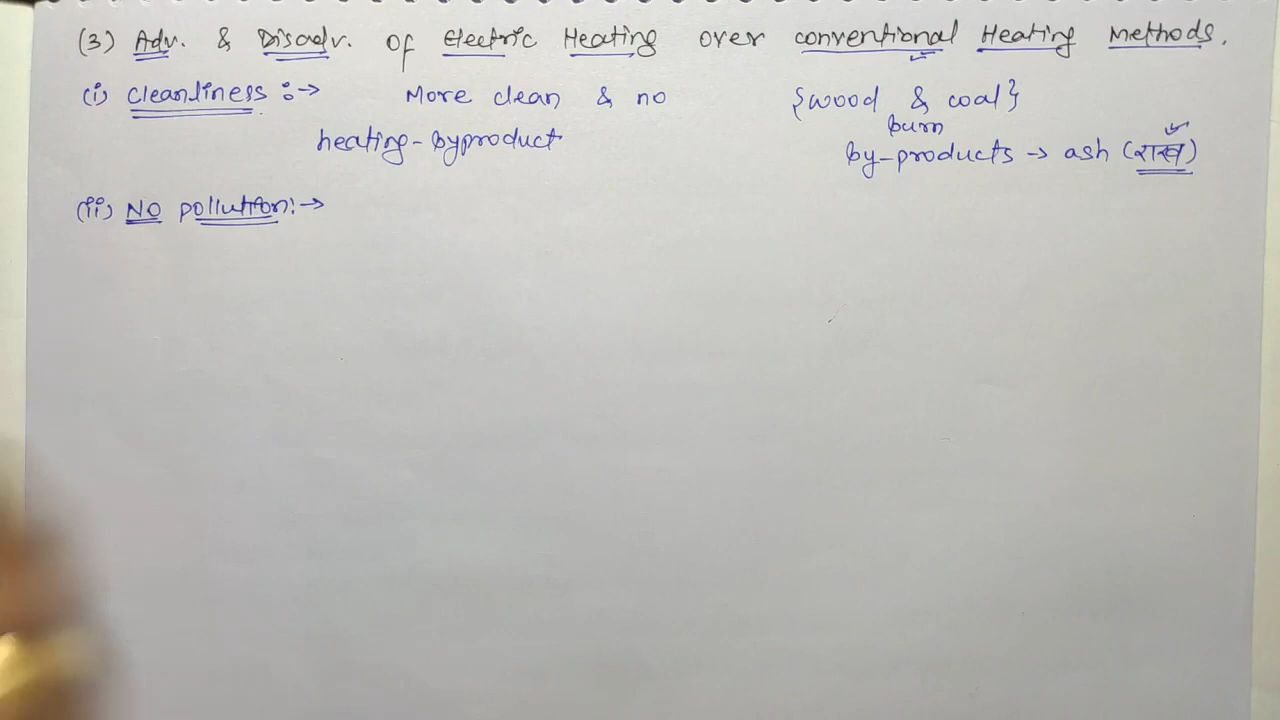 (3) Adv. & Disadv. of Electric Heating over conventional Heating Methods.
(i) Cleanliness :→ More clean & no {wood & coal}
burn
heating-byproduct by-products → ash (राख)
(ii) NO pollution:→